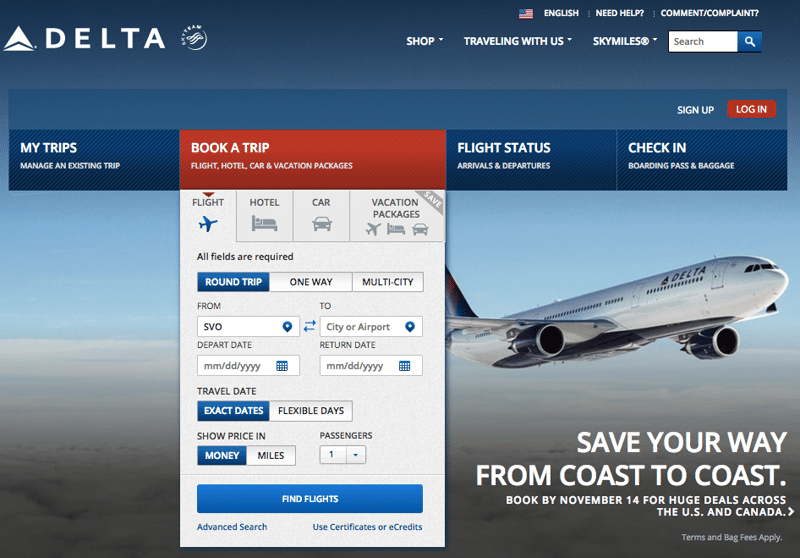 ENGLISH
NEED HELP?
COMMENT/COMPLAINT?
DELTA
SKYTEAM
SHOP
TRAVELING WITH US
SKYMILES®
Search
SIGN UP
LOG IN
MY TRIPS
MANAGE AN EXISTING TRIP
BOOK A TRIP
FLIGHT, HOTEL, CAR & VACATION PACKAGES
FLIGHT STATUS
ARRIVALS & DEPARTURES
CHECK IN
BOARDING PASS & BAGGAGE
FLIGHT
HOTEL
CAR
VACATION
PACKAGES
SAVE
All fields are required
ROUND TRIP
ONE WAY
MULTI-CITY
FROM
TO
SVO
City or Airport
DEPART DATE
RETURN DATE
mm/dd/yyyy
mm/dd/yyyy
TRAVEL DATE
EXACT DATES
FLEXIBLE DAYS
SHOW PRICE IN
PASSENGERS
MONEY
MILES
1
FIND FLIGHTS
Advanced Search
Use Certificates or eCredits
DELTA
SAVE YOUR WAY
FROM COAST TO COAST.
BOOK BY NOVEMBER 14 FOR HUGE DEALS ACROSS
THE U.S. AND CANADA.
Terms and Bag Fees Apply.